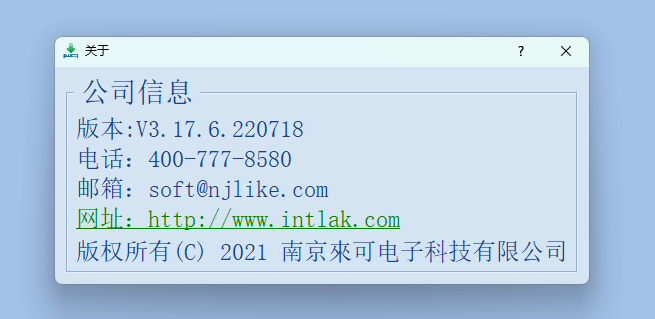 关于
公司信息
版本:V3.17.6.220718
电话：400-777-8580
邮箱：soft@njlike.com
网址：http://www.intlak.com
版权所有(C) 2021 南京來可电子科技有限公司